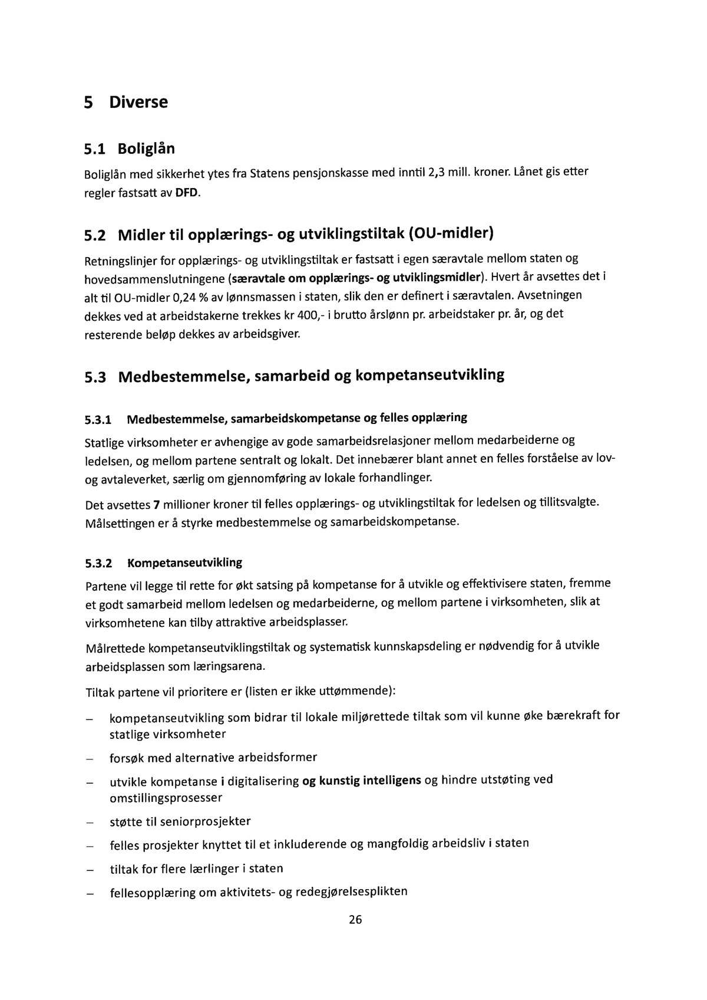 5 Diverse
5.1 Boliglån
Boliglån med sikkerhet ytes fra Statens pensjonskasse med inntil 2,3 mill. kroner. Lånet gis etter
regler fastsatt av DFD.
5.2 Midler til opplærings- og utviklingstiltak (OU-midler)
Retningslinjer for opplærings- og utviklingstiltak er fastsatt i egen særavtale mellom staten og
hovedsammenslutningene (særavtale om opplærings- og utviklingsmidler). Hvert år avsettes det i
alt til OU-midler 0,24 % av lønnsmassen i staten, slik den er definert i særavtalen. Avsetningen
dekkes ved at arbeidstakerne trekkes kr 400,- i brutto årslønn pr. arbeidstaker pr. år, og det
resterende beløp dekkes av arbeidsgiver.
5.3 Medbestemmelse, samarbeid og kompetanseutvikling
5.3.1 Medbestemmelse, samarbeidskompetanse og felles opplæring
Statlige virksomheter er avhengige av gode samarbeidsrelasjoner mellom medarbeiderne og
ledelsen, og mellom partene sentralt og lokalt. Det innebærer blant annet en felles forståelse av lov-
og avtaleverket, særlig om gjennomføring av lokale forhandlinger.
Det avsettes 7 millioner kroner til felles opplærings- og utviklingstiltak for ledelsen og tillitsvalgte.
Målsettingen er å styrke medbestemmelse og samarbeidskompetanse.
5.3.2 Kompetanseutvikling
Partene vil legge til rette for økt satsing på kompetanse for å utvikle og effektivisere staten, fremme
et godt samarbeid mellom ledelsen og medarbeiderne, og mellom partene i virksomheten, slik at
virksomhetene kan tilby attraktive arbeidsplasser.
Målrettede kompetanseutviklingstiltak og systematisk kunnskapsdeling er nødvendig for å utvikle
arbeidsplassen som læringsarena.
Tiltak partene vil prioritere er (listen er ikke uttømmende):
– kompetanseutvikling som bidrar til lokale miljørettede tiltak som vil kunne øke bærekraft for
statlige virksomheter
– forsøk med alternative arbeidsformer
– utvikle kompetanse i digitalisering og kunstig intelligens og hindre utstøting ved
omstillingsprosesser
– støtte til seniorprosjekter
– felles prosjekter knyttet til et inkluderende og mangfoldig arbeidsliv i staten
– tiltak for flere lærlinger i staten
– fellesopplæring om aktivitets- og redegjørelsesplikten
26